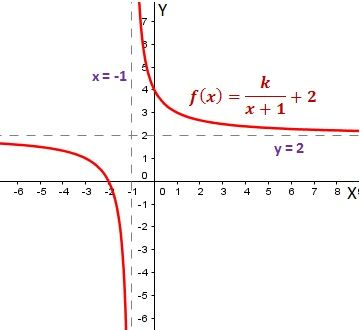 Y
7
6
5
4
3
2
1
0
x = -1
f(x) = k/(x + 1) + 2
y = 2
-6 -5 -4 -3 -2 -1 0 1 2 3 4 5 6 7 8 9 X
-1
-2
-3
-4
-5
-6